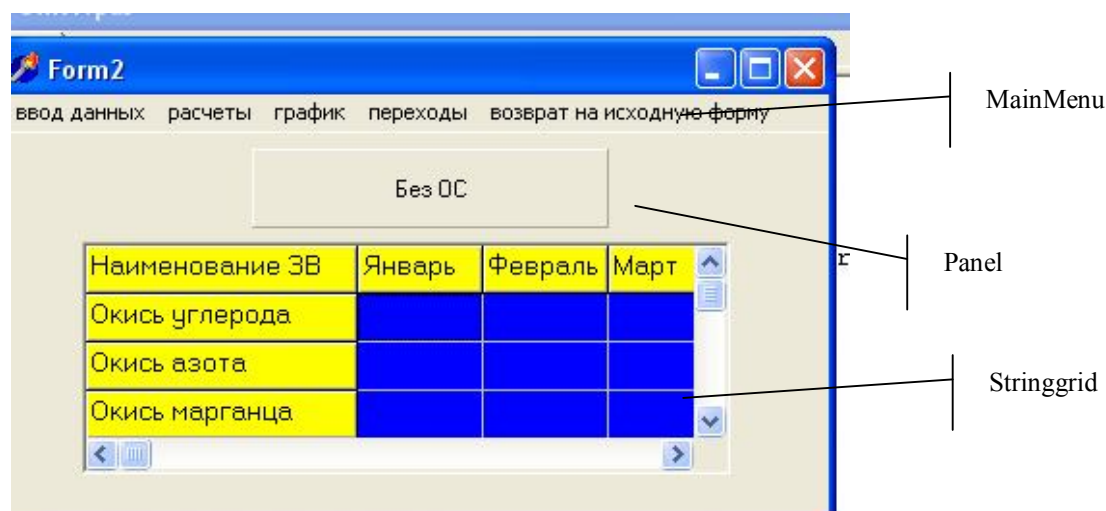 Form2
ввод данных расчеты график переходы возврат на исходную форму
MainMenu
Без ОС
Panel
Наименование ЗВ Январь Февраль Март
r
Окись углерода
Окись азота
Stringgrid
Окись марганца